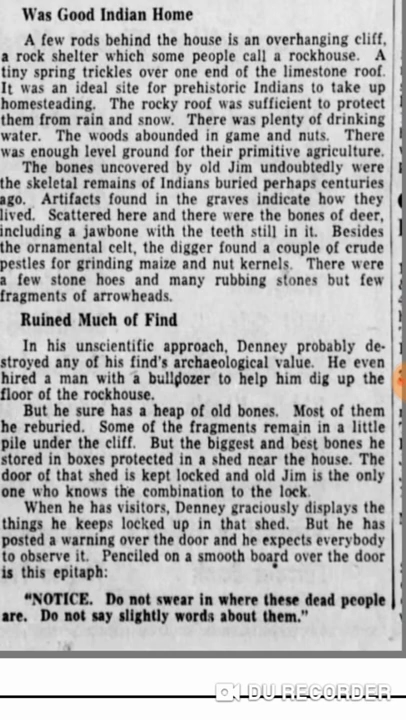 Was Good Indian Home
A few rods behind the house is an overhanging cliff,
a rock shelter which some people call a rockhouse. A
tiny spring trickles over one end of the limestone roof.
It was an ideal site for prehistoric Indians to take up
homesteading. The rocky roof was sufficient to protect
them from rain and snow. There was plenty of drinking
water. The woods abounded in game and nuts. There
was enough level ground for their primitive agriculture.
The bones uncovered by old Jim undoubtedly were
the skeletal remains of Indians buried perhaps centuries
ago. Artifacts found in the graves indicate how they
lived. Scattered here and there were the bones of deer,
including a jawbone with the teeth still in it. Besides
the ornamental celt, the digger found a couple of crude
pestles for grinding maize and nut kernels. There were
a few stone hoes and many rubbing stones but few
fragments of arrowheads.
Ruined Much of Find
In his unscientific approach, Denney probably de-
stroyed any of his find's archaeological value. He even
hired a man with a bulldozer to help him dig up the
floor of the rockhouse.
But he sure has a heap of old bones. Most of them
he reburied. Some of the fragments remain in a little
pile under the cliff. But the biggest and best bones he
stored in boxes protected in a shed near the house. The
door of that shed is kept locked and old Jim is the only
one who knows the combination to the lock.
When he has visitors, Denney graciously displays the
things he keeps locked up in that shed. But he has
posted a warning over the door and he expects everybody
to observe it. Penciled on a smooth board over the door
is this epitaph:
"NOTICE. Do not swear in where these dead people
are. Do not say slightly words about them."
DU RECORDER